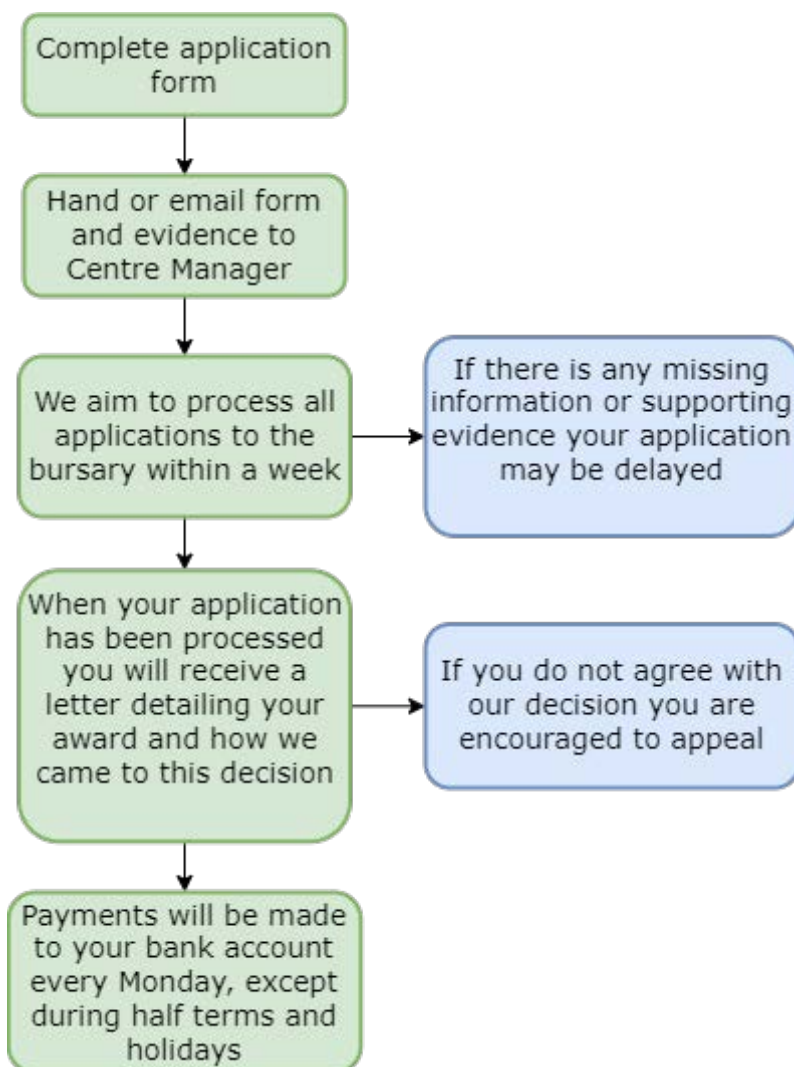 Complete application
form
Hand or email form
and evidence to
Centre Manager
We aim to process all
applications to the
bursary within a week
If there is any missing
information or supporting
evidence your application
may be delayed
When your application
has been processed
you will receive a
letter detailing your
award and how we
came to this decision
If you do not agree with
our decision you are
encouraged to appeal
Payments will be made
to your bank account
every Monday, except
during half terms and
holidays